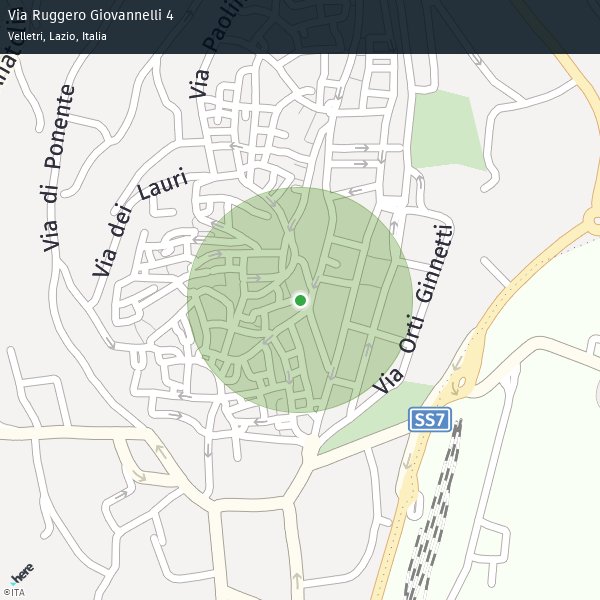 Via Ruggero Giovannelli 4
Velletri, Lazio, Italia
Via Paolin
natolia
Via di Ponente
Via dei Lauri
Via Orti Ginnetti
SS7
here
©ITA